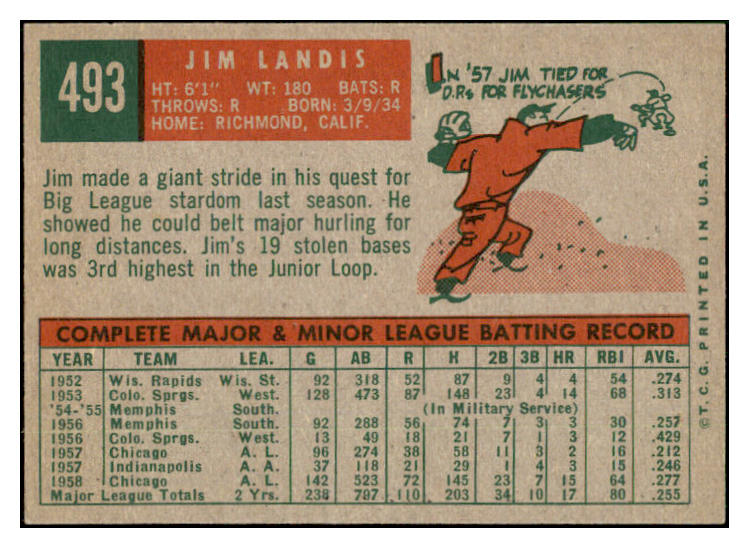 493
JIM LANDIS
HT: 6'1" WT: 180 BATS: R
THROWS: R BORN: 3/9/34
HOME: RICHMOND, CALIF.
IN '57 JIM TIED FOR
D.P.s FOR FLYCHASERS
Jim made a giant stride in his quest for
Big League stardom last season. He
showed he could belt major hurling for
long distances. Jim's 19 stolen bases
was 3rd highest in the Junior Loop.
COMPLETE MAJOR & MINOR LEAGUE BATTING RECORD
YEAR TEAM LEA. G AB R H 2B 3B HR RBI AVG.
1952 Wis. Rapids Wis. St. 92 318 52 87 9 4 4 54 .274
1953 Colo. Sprgs. West. 128 473 87 148 23 4 14 68 .313
'54-'55 Memphis South. (In Military Service)
1956 Memphis South. 92 288 56 74 7 3 3 30 .257
1956 Colo. Sprgs. West. 13 49 18 21 7 1 3 12 .429
1957 Chicago A. L. 96 274 38 58 11 3 2 16 .212
1957 Indianapolis A. A. 37 118 21 29 1 4 3 15 .246
1958 Chicago A. L. 142 523 72 145 23 7 15 64 .277
Major League Totals 2 Yrs. 238 797 110 203 34 10 17 80 .255
©T.C.G. PRINTED IN U.S.A.